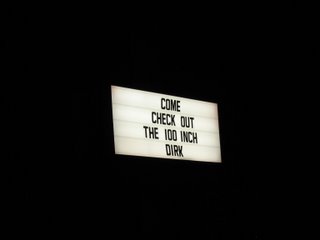 COME
CHECK OUT
THE 100 INCH
DIRK